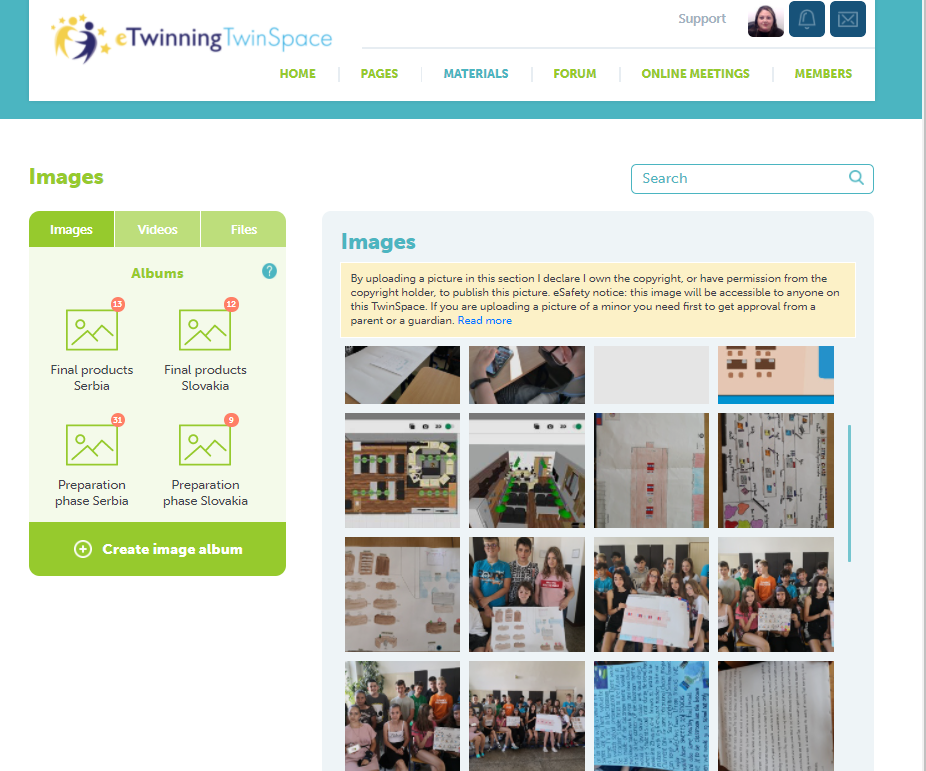 eTwinningTwinSpace
Support
HOME
PAGES
MATERIALS
FORUM
ONLINE MEETINGS
MEMBERS
Images
Search
Images
Videos
Files
Albums
?
13
12
Final products
Serbia
Final products
Slovakia
31
9
Preparation
phase Serbia
Preparation
phase Slovakia
Create image album
Images
By uploading a picture in this section I declare I own the copyright, or have permission from the
copyright holder, to publish this picture. eSafety notice: this image will be accessible to anyone on
this TwinSpace. If you are uploading a picture of a minor you need first to get approval from a
parent or a guardian. Read more